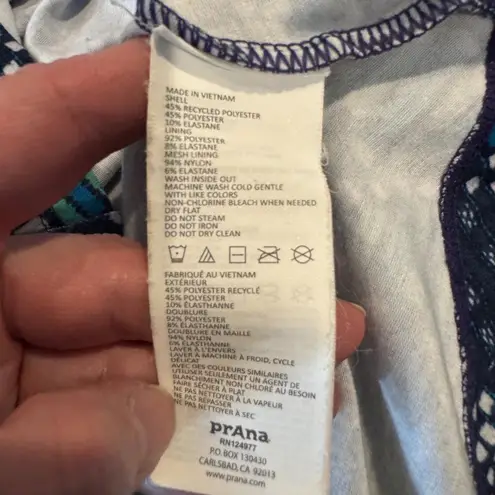 MADE IN VIETNAM
SHELL
45% RECYCLED POLYESTER
45% POLYESTER
10% ELASTANE
LINING
92% POLYESTER
8% ELASTANE
MESH LINING
94% NYLON
6% ELASTANE
WASH INSIDE OUT
MACHINE WASH COLD GENTLE
WITH LIKE COLORS
NON-CHLORINE BLEACH WHEN NEEDED
DRY FLAT
DO NOT STEAM
DO NOT IRON
DO NOT DRY CLEAN
FABRIQUÉ AU VIETNAM
EXTÉRIEUR
45% POLYESTER RECYCLÉ
45% POLYESTER
10% ÉLASTHANNE
DOUBLURE
92% POLYESTER
8% ÉLASTHANNE
DOUBLURE EN MAILLE
94% NYLON
6% ÉLASTHANNE
LAVER À L'ENVERS
LAVER À MACHINE À FROID, CYCLE
DÉLICAT
AVEC DES COULEURS SIMILAIRES
UTILISER SEULEMENT UN AGENT DE
BLANCHIMENT NON CHLORÉ AU BESOIN
FAIRE SÉCHER À PLAT
NE PAS NETTOYER À LA VAPEUR
NE PAS REPASSER
NE PAS NETTOYER À SEC
prAna
RN124977
P.O. BOX 130430
CARLSBAD, CA 92013
www.prana.com